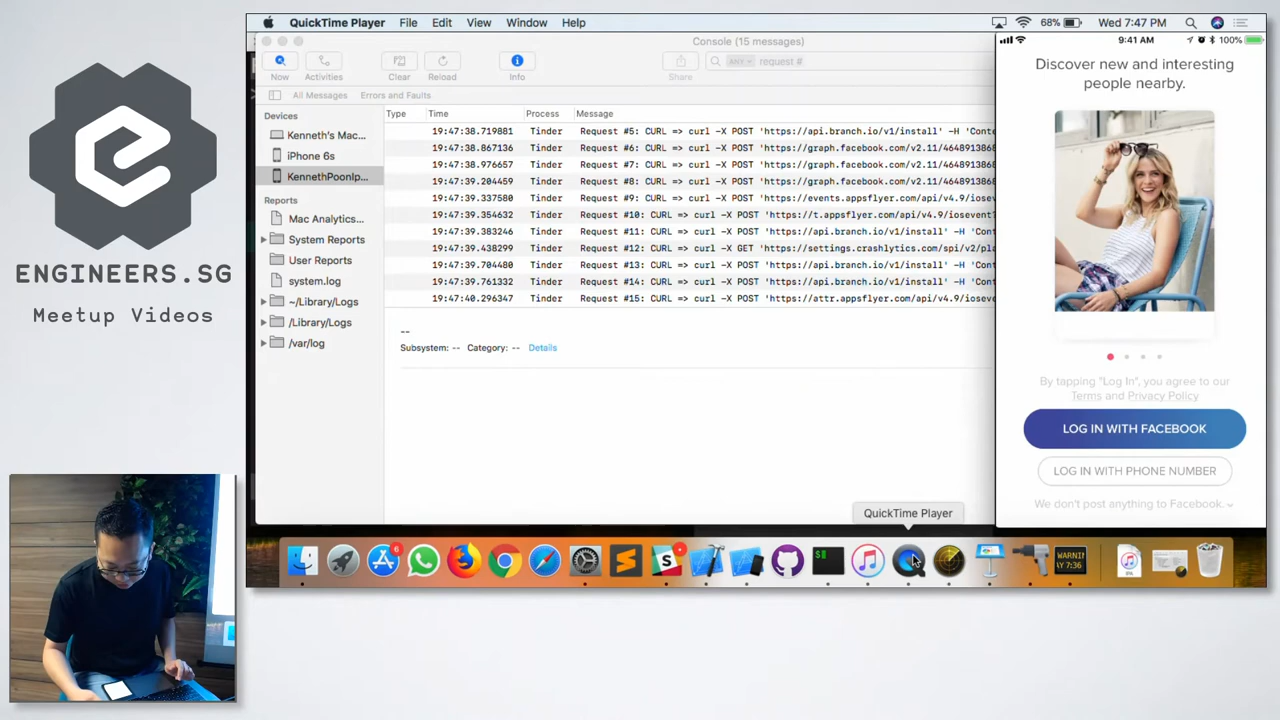 ENGINEERS.SG
Meetup Videos
QuickTime Player File Edit View Window Help
68% Wed 7:47 PM
Console (15 messages)
Now Activities Clear Reload Info Share
ANY request #
All Messages Errors and Faults
Devices
Kenneth's Mac...
iPhone 6s
KennethPoonIp...
Reports
Mac Analytics...
System Reports
User Reports
system.log
~/Library/Logs
/Library/Logs
/var/log
Type Time Process Message
19:47:38.719881 Tinder Request #5: CURL => curl -X POST 'https://api.branch.io/v1/install' -H 'Cont
19:47:38.867136 Tinder Request #6: CURL => curl -X POST 'https://graph.facebook.com/v2.11/4648913868
19:47:38.976657 Tinder Request #7: CURL => curl -X POST 'https://graph.facebook.com/v2.11/4648913868
19:47:39.204459 Tinder Request #8: CURL => curl -X POST 'https://graph.facebook.com/v2.11/4648913868
19:47:39.337580 Tinder Request #9: CURL => curl -X POST 'https://events.appsflyer.com/api/v4.9/iosev
19:47:39.354632 Tinder Request #10: CURL => curl -X POST 'https://t.appsflyer.com/api/v4.9/iosevent?
19:47:39.383246 Tinder Request #11: CURL => curl -X POST 'https://api.branch.io/v1/install' -H 'Cont
19:47:39.438299 Tinder Request #12: CURL => curl -X GET 'https://settings.crashlytics.com/spi/v2/pla
19:47:39.704480 Tinder Request #13: CURL => curl -X POST 'https://api.branch.io/v1/install' -H 'Cont
19:47:39.761332 Tinder Request #14: CURL => curl -X POST 'https://api.branch.io/v1/install' -H 'Cont
19:47:40.296347 Tinder Request #15: CURL => curl -X POST 'https://attr.appsflyer.com/api/v4.9/ioseve
--
Subsystem: -- Category: -- Details
9:41 AM 100%
Discover new and interesting
people nearby.
By tapping "Log In", you agree to our
Terms and Privacy Policy
LOG IN WITH FACEBOOK
LOG IN WITH PHONE NUMBER
We don't post anything to Facebook.
QuickTime Player
6
WARNIN
Y 7:36
IPA